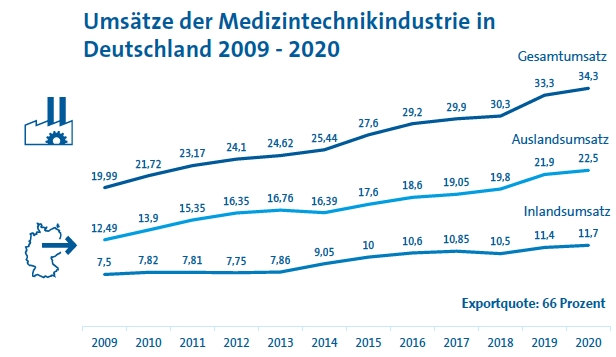 Umsätze der Medizintechnikindustrie in
Deutschland 2009 - 2020
Gesamtumsatz
19,99 21,72 23,17 24,1 24,62 25,44 27,6 29,2 29,9 30,3 33,3 34,3
Auslandsumsatz
12,49 13,9 15,35 16,35 16,76 16,39 17,6 18,6 19,05 19,8 21,9 22,5
Inlandsumsatz
7,5 7,82 7,81 7,75 7,86 9,05 10 10,6 10,85 10,5 11,4 11,7
Exportquote: 66 Prozent
2009 2010 2011 2012 2013 2014 2015 2016 2017 2018 2019 2020